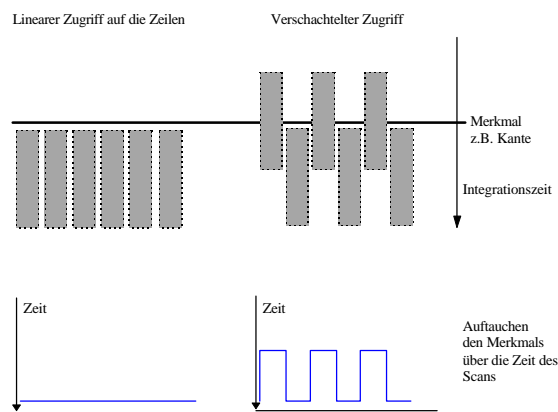 Linearer Zugriff auf die Zeilen
Verschachtelter Zugriff
Merkmal
z.B. Kante
Integrationszeit
Zeit
Zeit
Auftauchen
den Merkmals
über die Zeit des
Scans